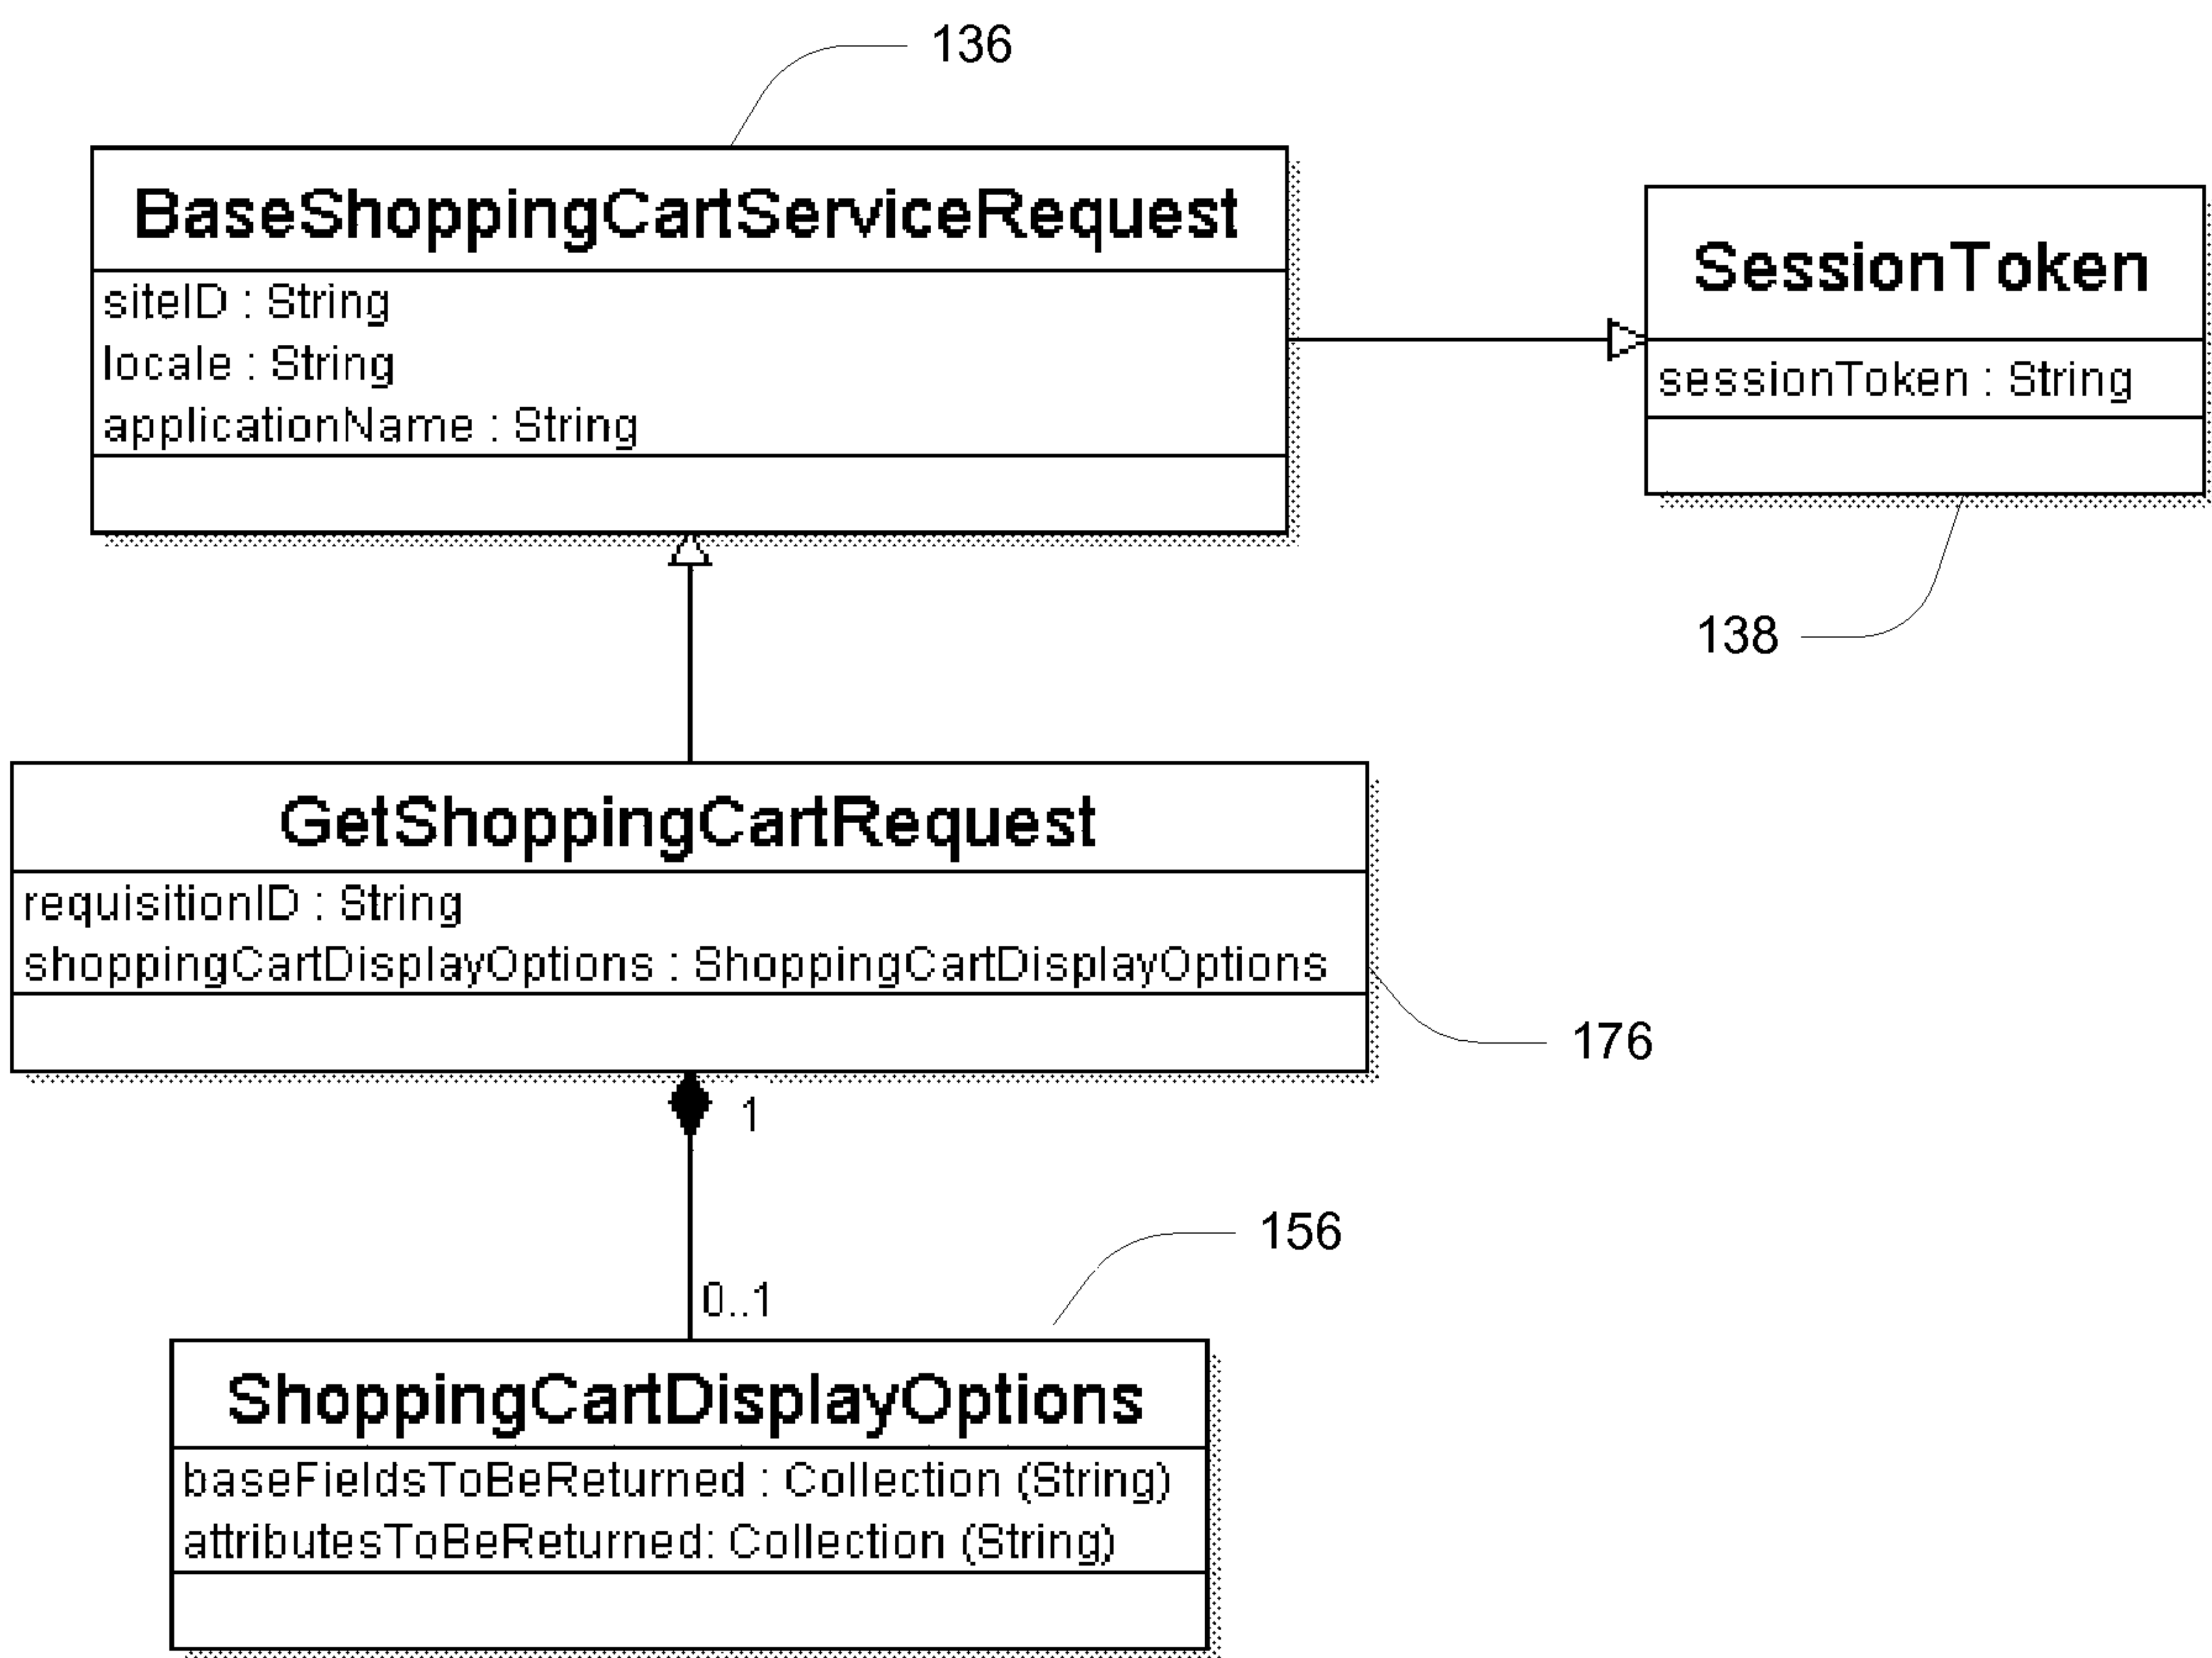 136
BaseShoppingCartServiceRequest
siteID : String
locale : String
applicationName : String
SessionToken
sessionToken : String
138
GetShoppingCartRequest
requisitionID : String
shoppingCartDisplayOptions : ShoppingCartDisplayOptions
176
1
0..1
156
ShoppingCartDisplayOptions
baseFieldsToBeReturned : Collection (String)
attributesToBeReturned: Collection (String)